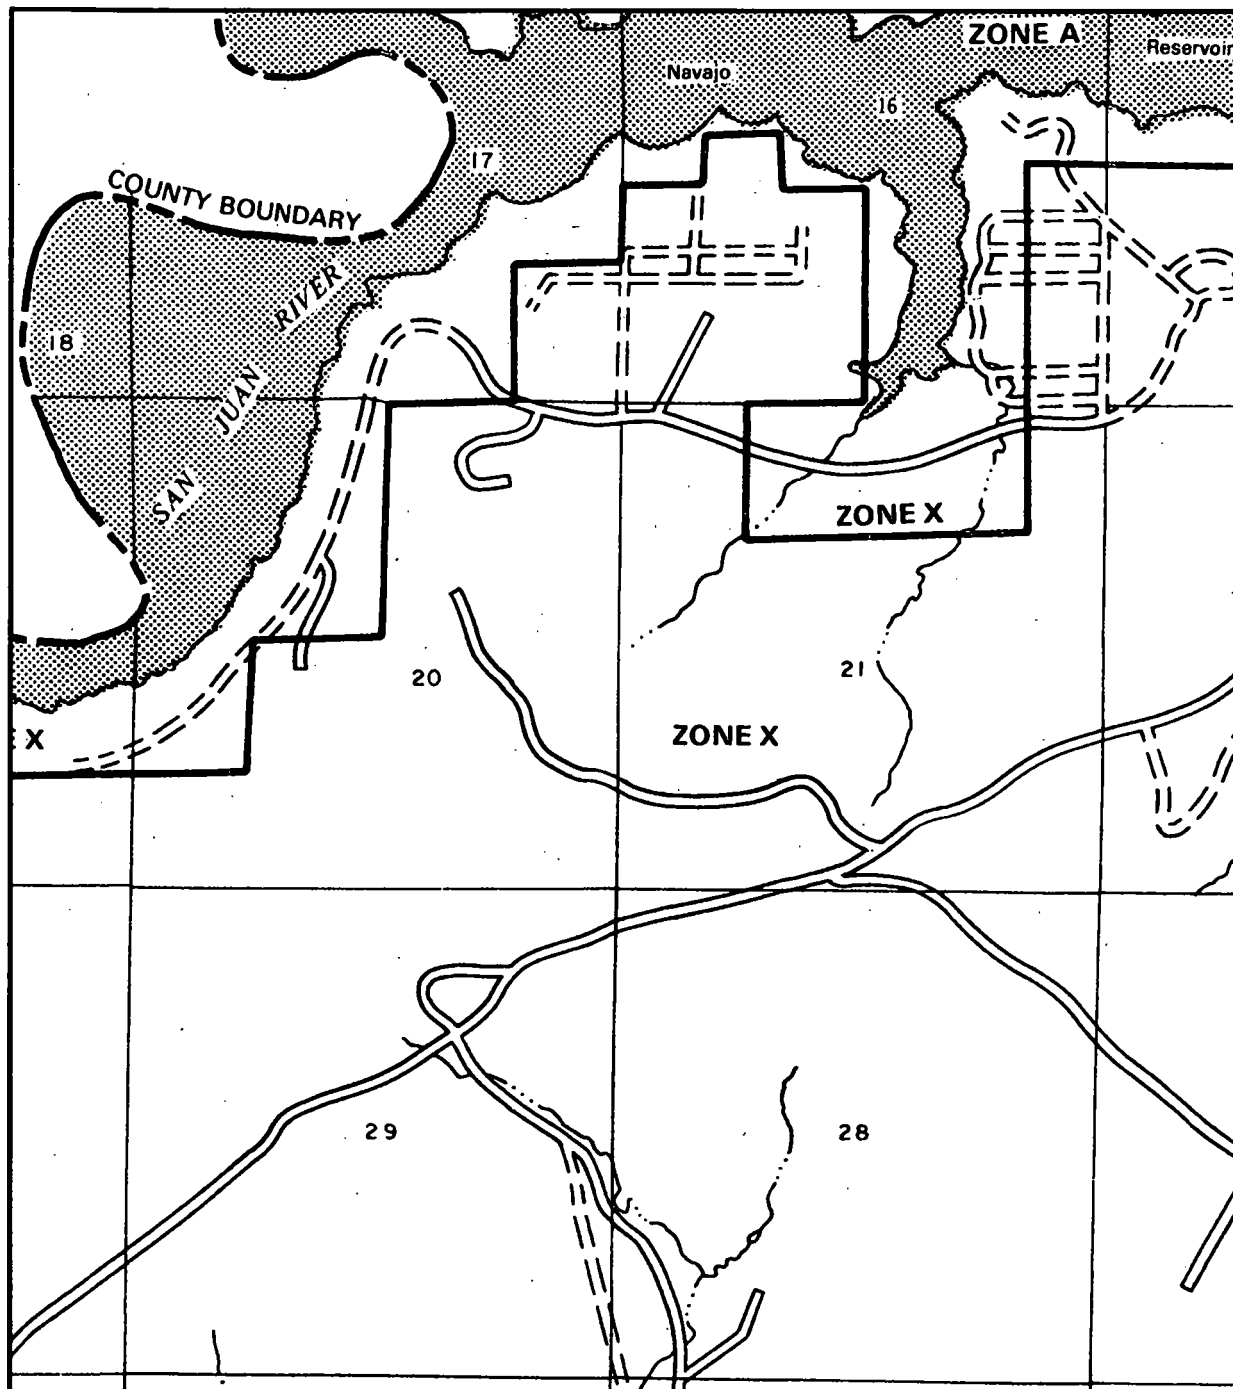 ZONE A
Reservoir
Navajo
16
17
COUNTY BOUNDARY
SAN JUAN RIVER
18
ZONE X
20
21
ZONE X
E X
29
28